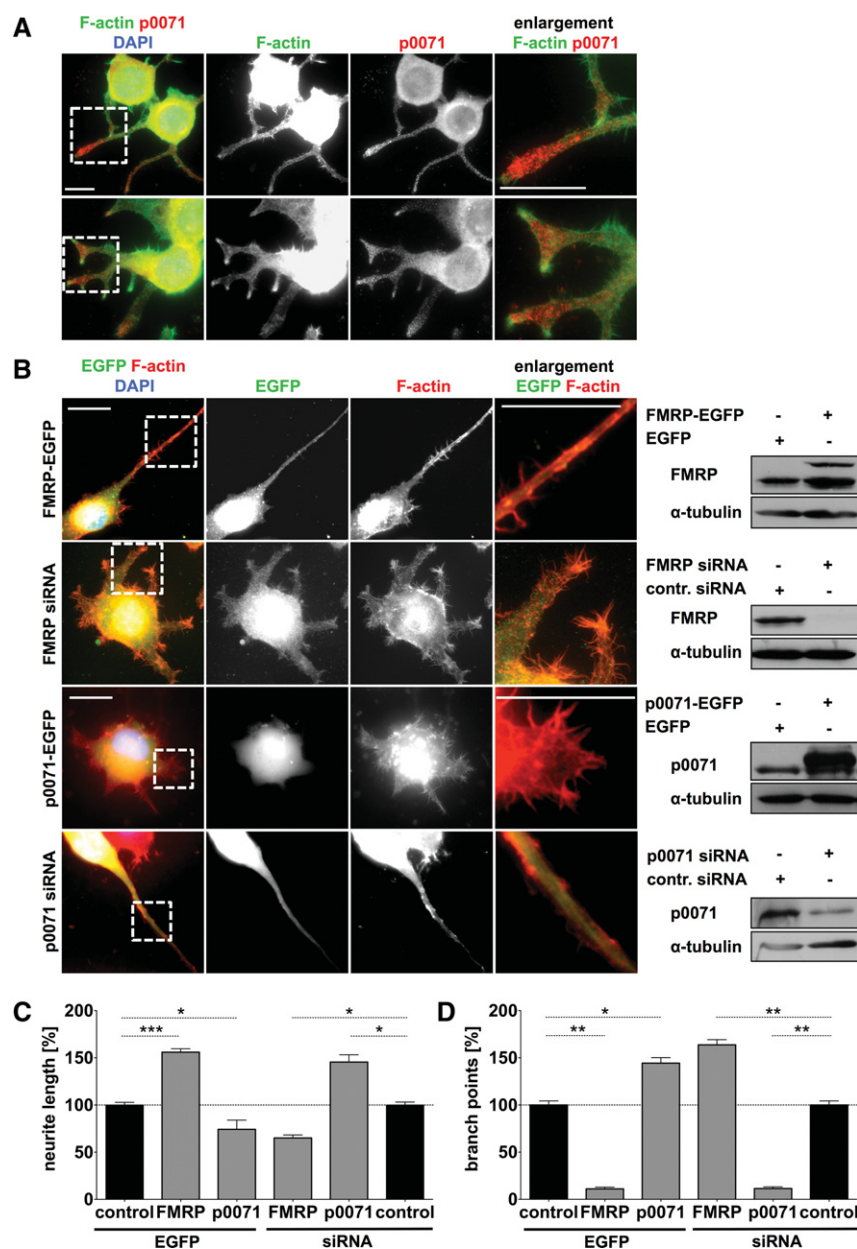 A
F-actin p0071
DAPI
F-actin
p0071
enlargement
F-actin p0071
B
EGFP F-actin
DAPI
EGFP
F-actin
enlargement
EGFP F-actin
FMRP-EGFP
FMRP siRNA
p0071-EGFP
p0071 siRNA
FMRP-EGFP - +
EGFP + -
FMRP
α-tubulin
FMRP siRNA - +
contr. siRNA + -
FMRP
α-tubulin
p0071-EGFP - +
EGFP + -
p0071
α-tubulin
p0071 siRNA - +
contr. siRNA + -
p0071
α-tubulin
C
neurite length [%]
200
150
100
50
0
* *
*** *
control FMRP p0071 FMRP p0071 control
EGFP siRNA
D
branch points [%]
200
150
100
50
0
* **
** **
control FMRP p0071 FMRP p0071 control
EGFP siRNA